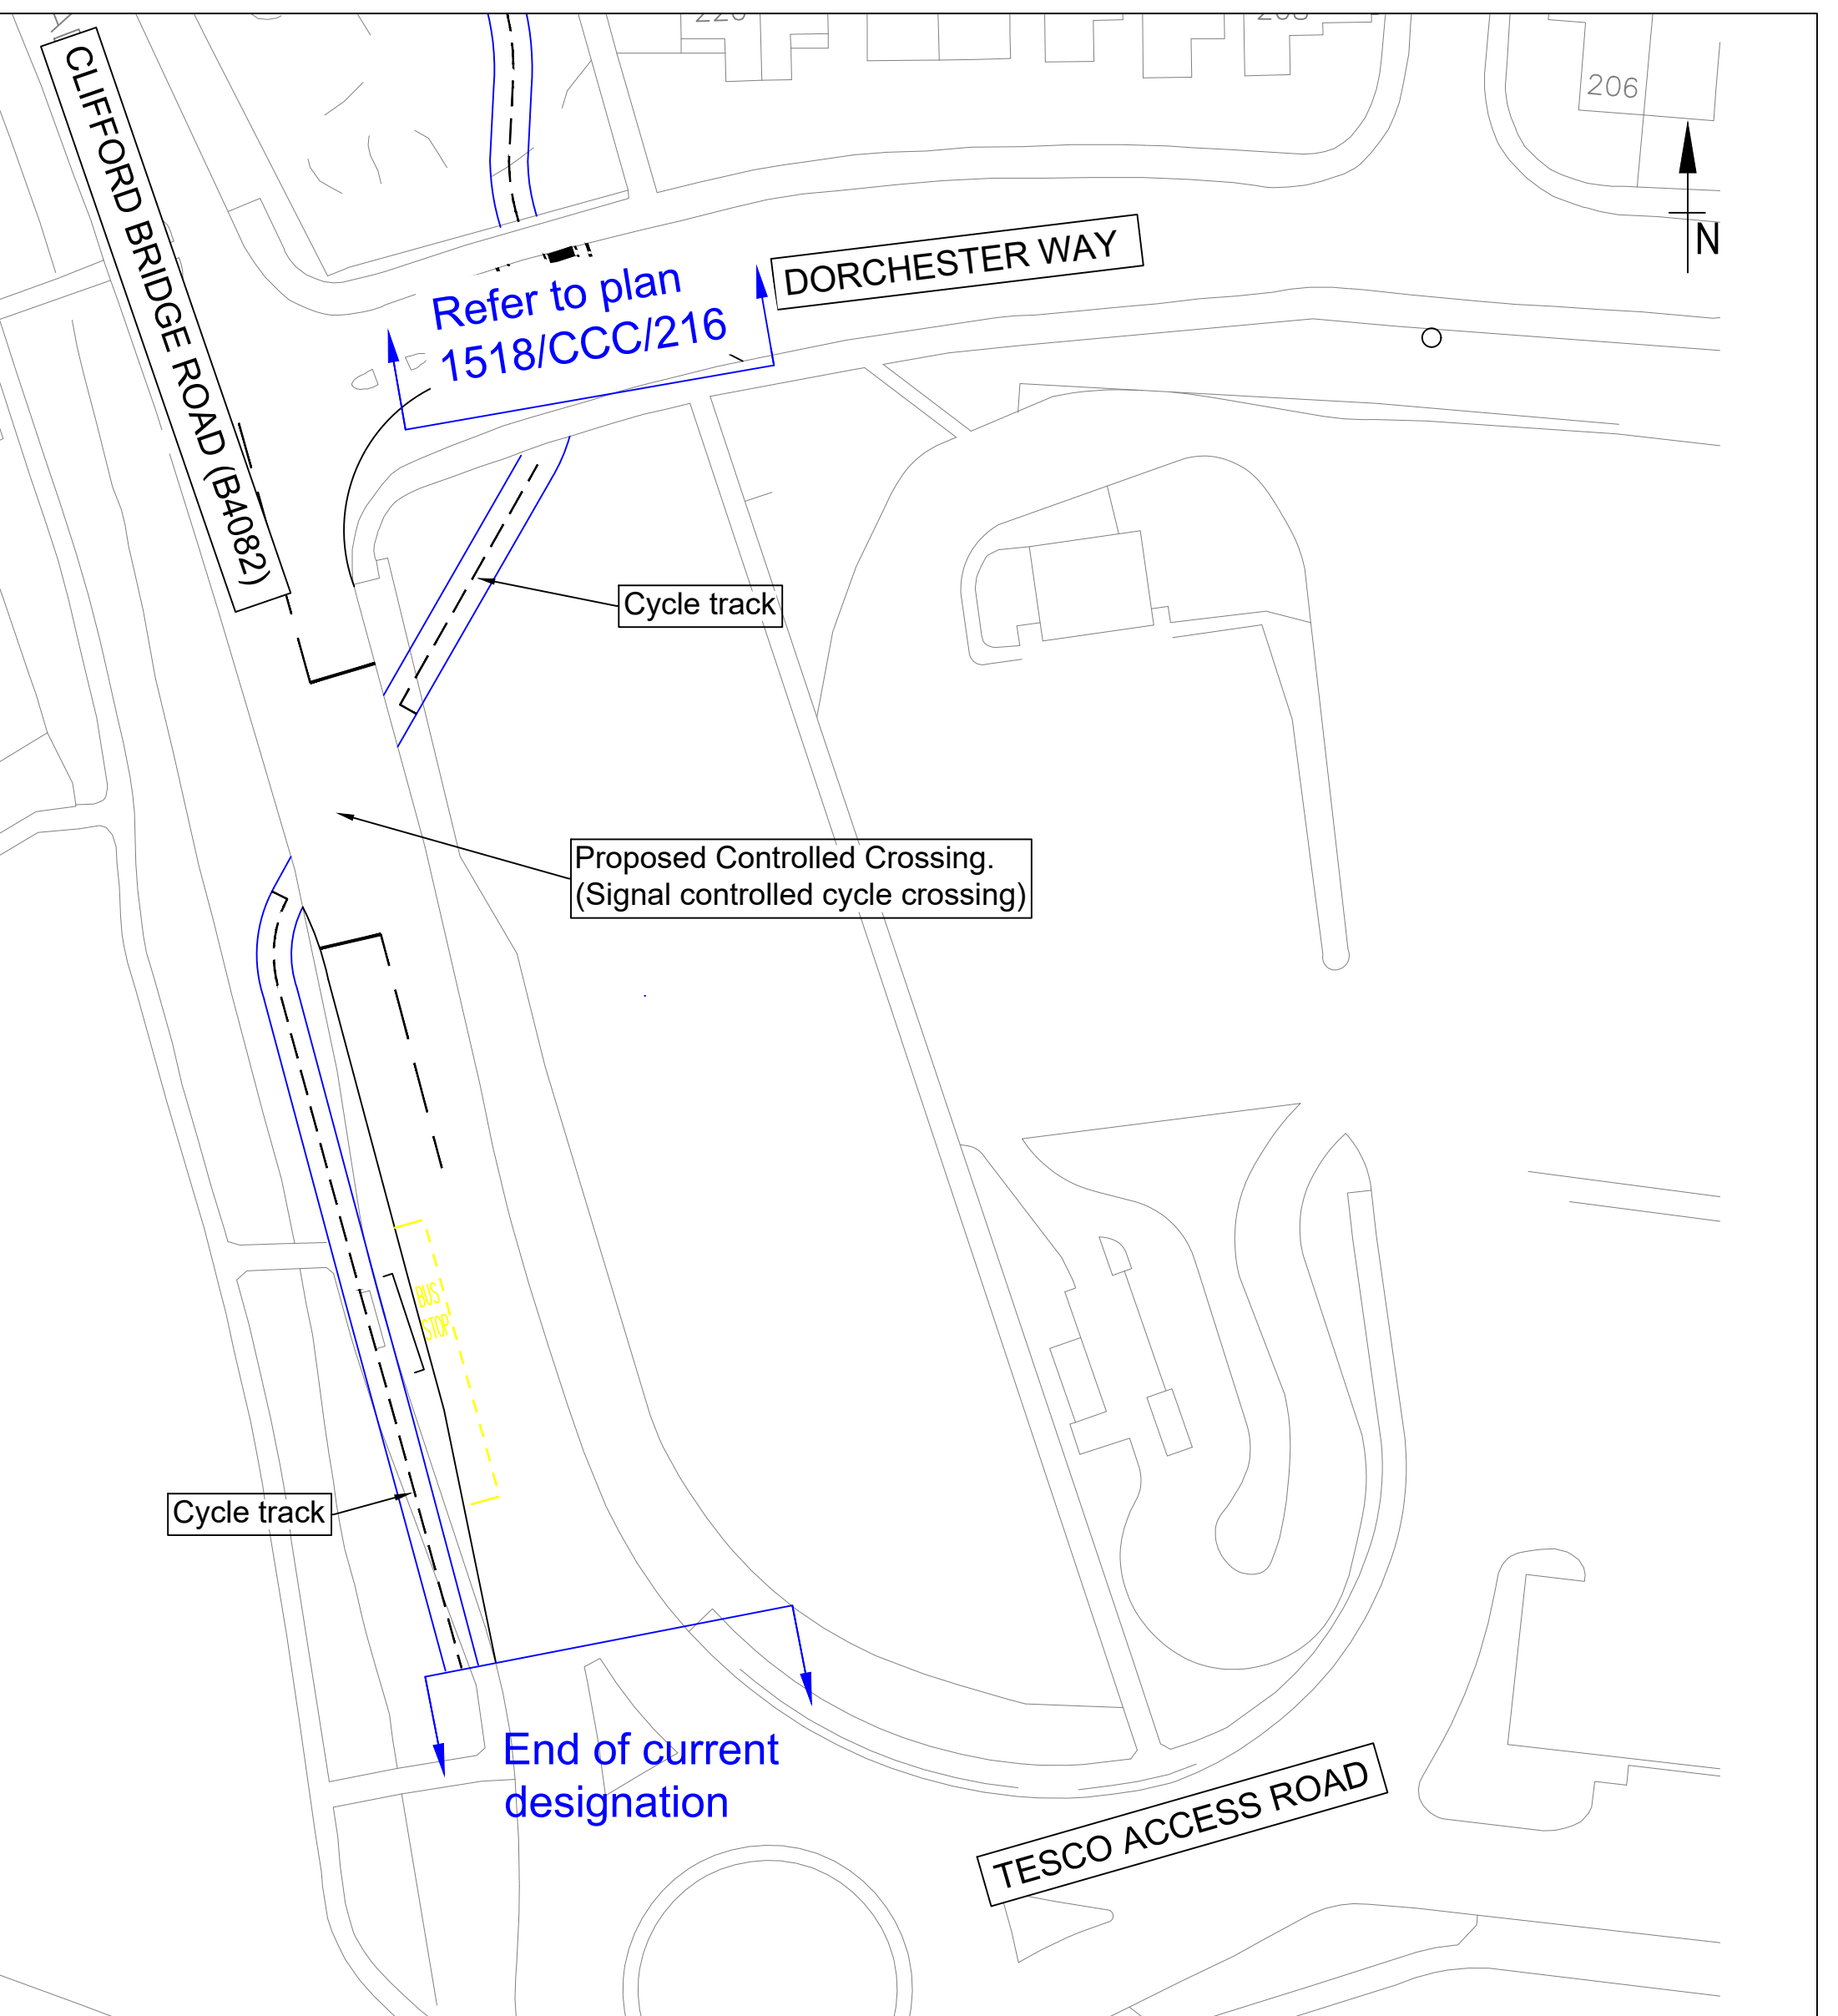 206
CLIFFORD BRIDGE ROAD (B4082)
N
DORCHESTER WAY
Refer to plan
1518/CCC/216
Cycle track
Proposed Controlled Crossing.
(Signal controlled cycle crossing)
BUS
STOP
Cycle track
End of current
designation
TESCO ACCESS ROAD